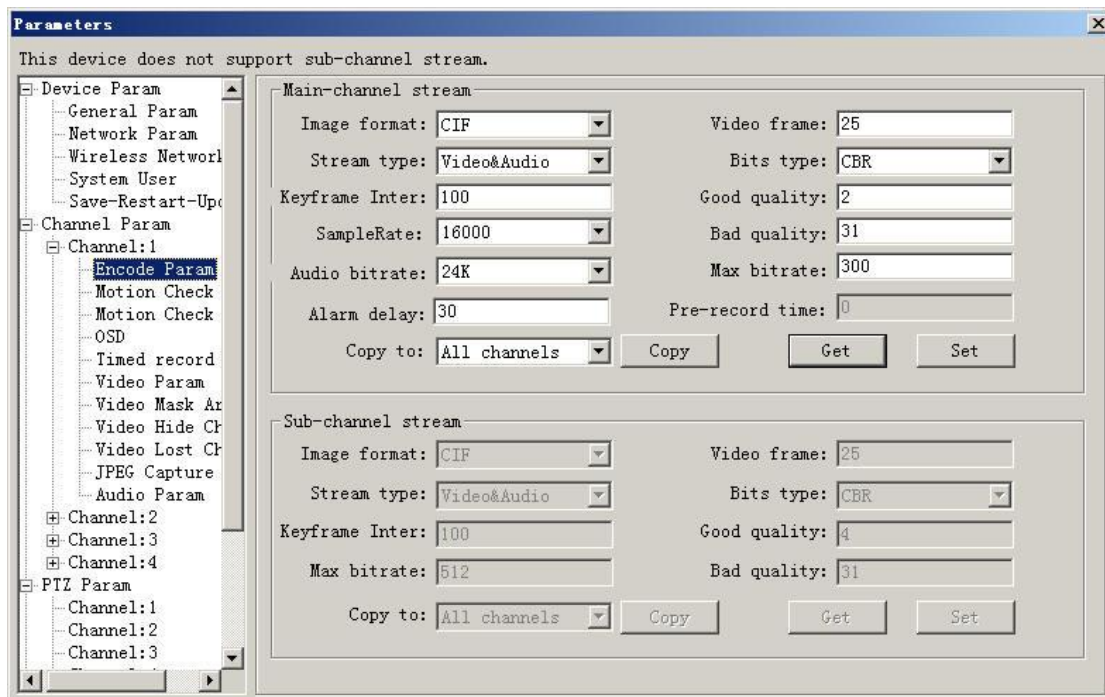 Parameters
This device does not support sub-channel stream.
Device Param
General Param
Network Param
Wireless Network
System User
Save-Restart-Upd
Channel Param
Channel:1
Encode Param
Motion Check
Motion Check
OSD
Timed record
Video Param
Video Mask Ar
Video Hide Ch
Video Lost Ch
JPEG Capture
Audio Param
Channel:2
Channel:3
Channel:4
PTZ Param
Channel:1
Channel:2
Channel:3
Main-channel stream
Image format: CIF Video frame: 25
Stream type: Video&Audio Bits type: CBR
Keyframe Inter: 100 Good quality: 2
SampleRate: 16000 Bad quality: 31
Audio bitrate: 24K Max bitrate: 300
Alarm delay: 30 Pre-record time: 0
Copy to: All channels Copy Get Set
Sub-channel stream
Image format: CIF Video frame: 25
Stream type: Video&Audio Bits type: CBR
Keyframe Inter: 100 Good quality: 4
Max bitrate: 512 Bad quality: 31
Copy to: All channels Copy Get Set